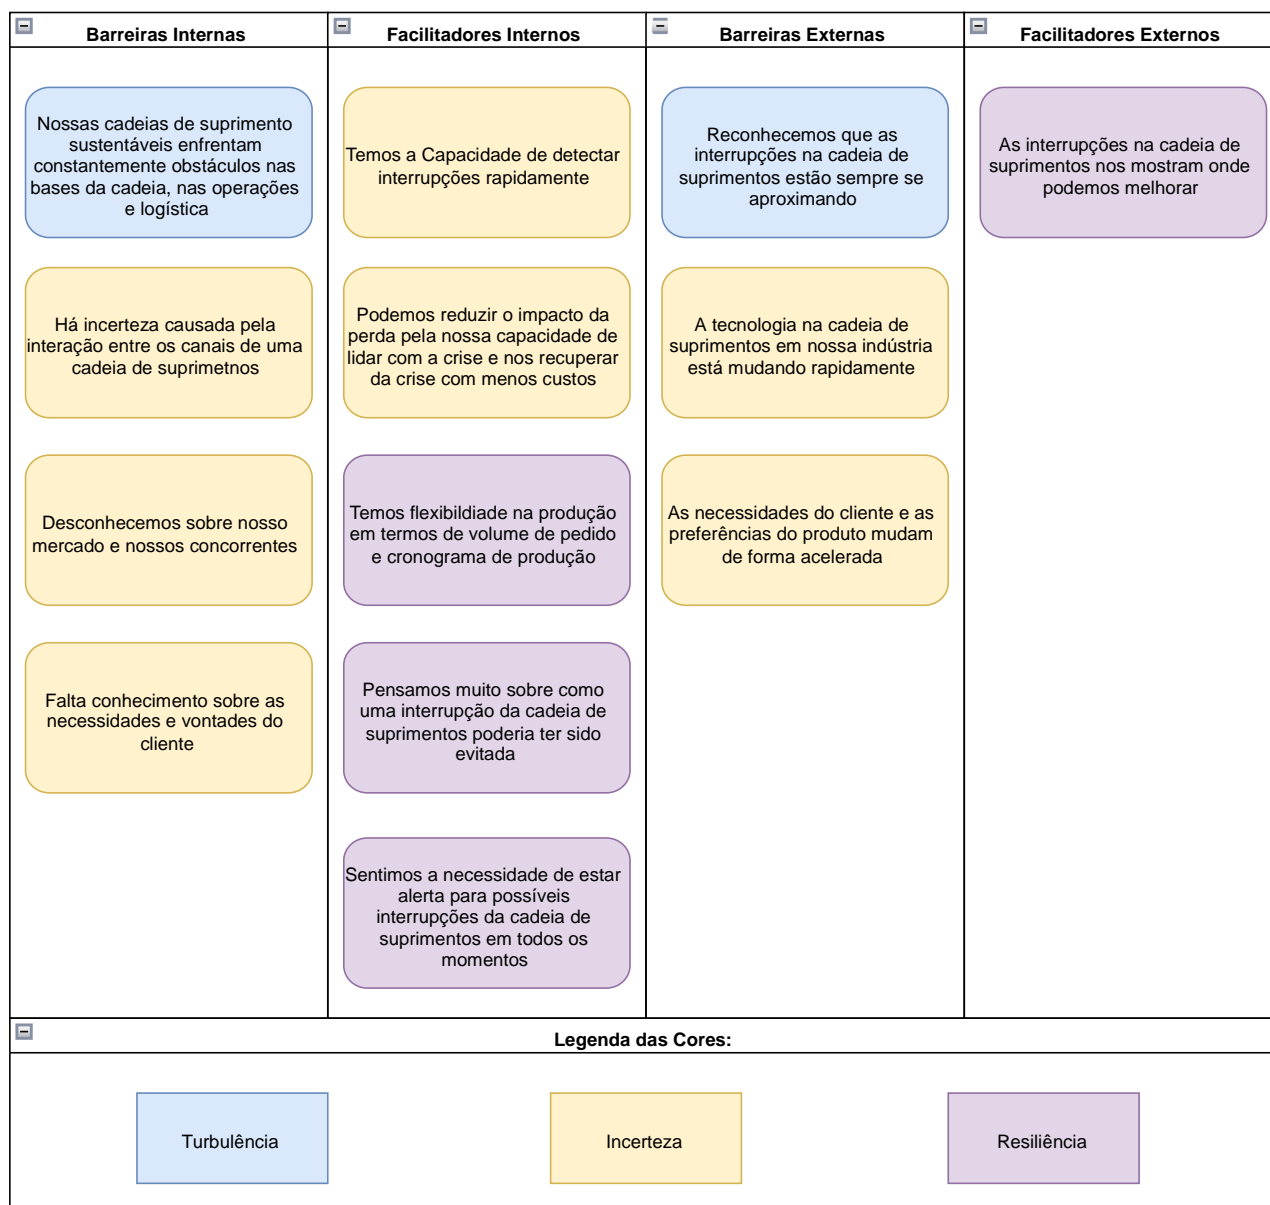 Barreiras Internas
Facilitadores Internos
Barreiras Externas
Facilitadores Externos
Nossas cadeias de suprimento
sustentáveis enfrentam
constantemente obstáculos nas
bases da cadeia, nas operações
e logística
Há incerteza causada pela
interação entre os canais de uma
cadeia de suprimetnos
Desconhecemos sobre nosso
mercado e nossos concorrentes
Falta conhecimento sobre as
necessidades e vontades do
cliente
Temos a Capacidade de detectar
interrupções rapidamente
Podemos reduzir o impacto da
perda pela nossa capacidade de
lidar com a crise e nos recuperar
da crise com menos custos
Temos flexibildiade na produção
em termos de volume de pedido
e cronograma de produção
Pensamos muito sobre como
uma interrupção da cadeia de
suprimentos poderia ter sido
evitada
Sentimos a necessidade de estar
alerta para possíveis
interrupções da cadeia de
suprimentos em todos os
momentos
Reconhecemos que as
interrupções na cadeia de
suprimentos estão sempre se
aproximando
A tecnologia na cadeia de
suprimentos em nossa indústria
está mudando rapidamente
As necessidades do cliente e as
preferências do produto mudam
de forma acelerada
As interrupções na cadeia de
suprimentos nos mostram onde
podemos melhorar
Legenda das Cores:
Turbulência
Incerteza
Resiliência